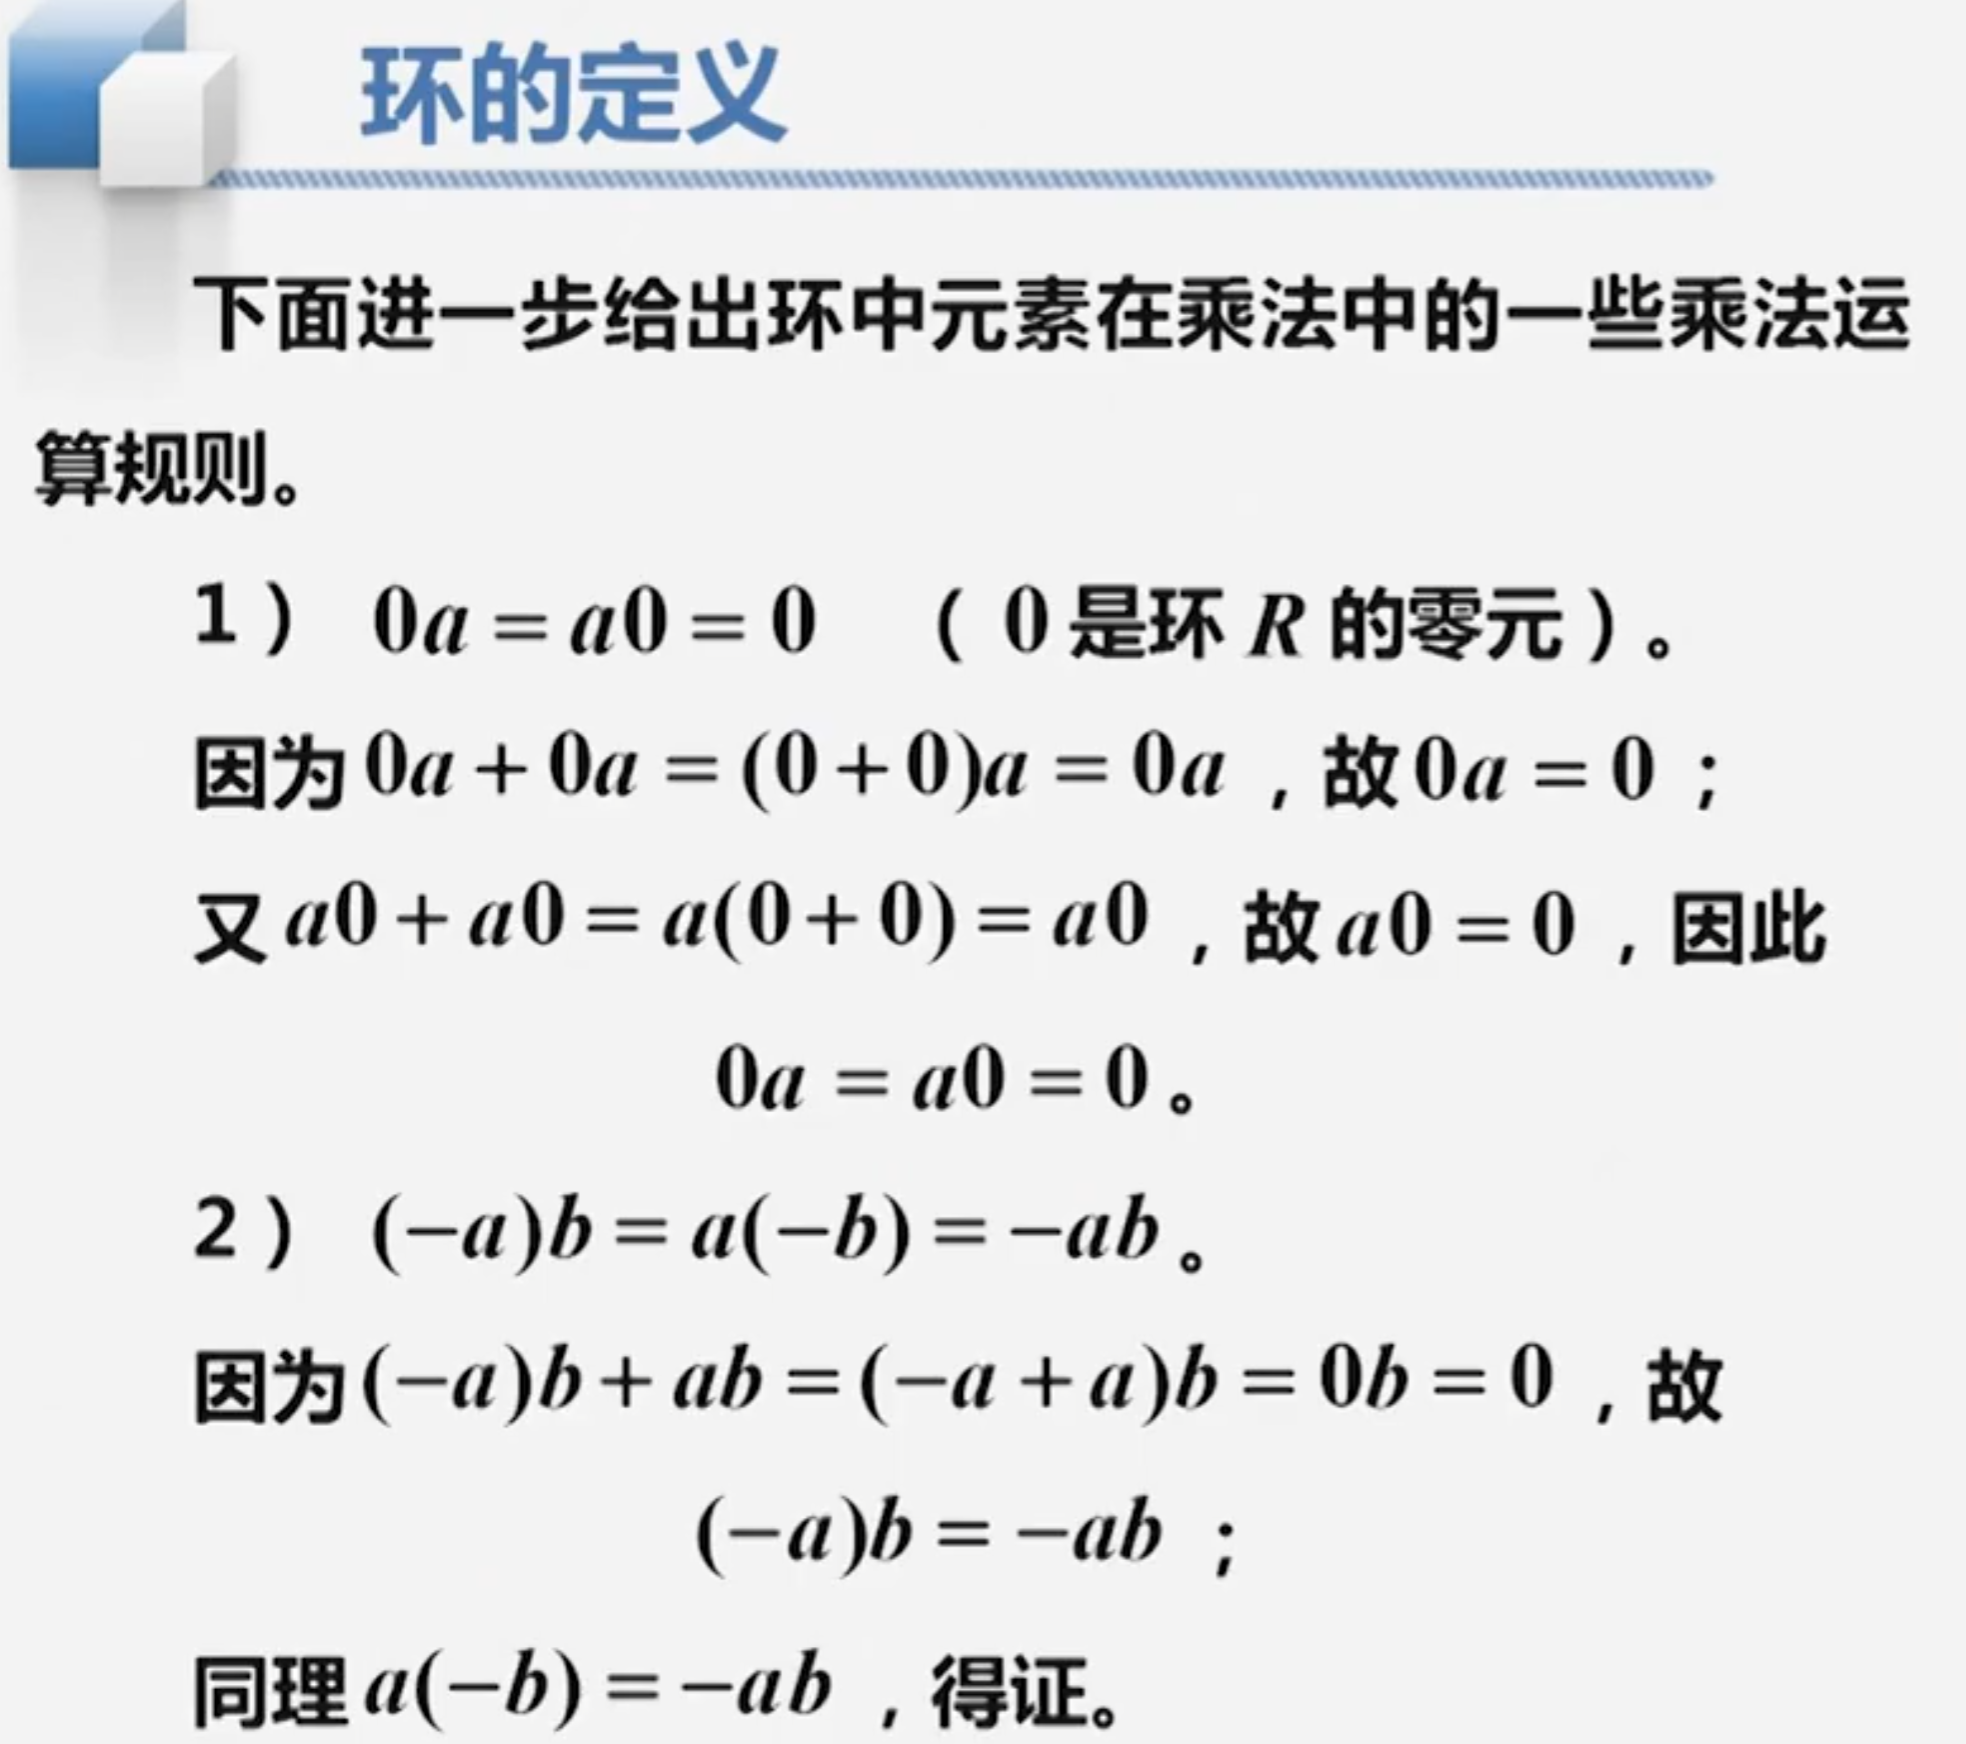 环的定义
下面进一步给出环中元素在乘法中的一些乘法运
算规则。
1） 0a = a0 = 0 （ 0 是环 R 的零元）。
因为 0a + 0a = (0 + 0)a = 0a ，故 0a = 0 ；
又 a0 + a0 = a(0 + 0) = a0 ，故 a0 = 0 ，因此
0a = a0 = 0 。
2） (−a)b = a(−b) = −ab 。
因为 (−a)b + ab = (−a + a)b = 0b = 0 ，故
(−a)b = −ab ；
同理 a(−b) = −ab ，得证。